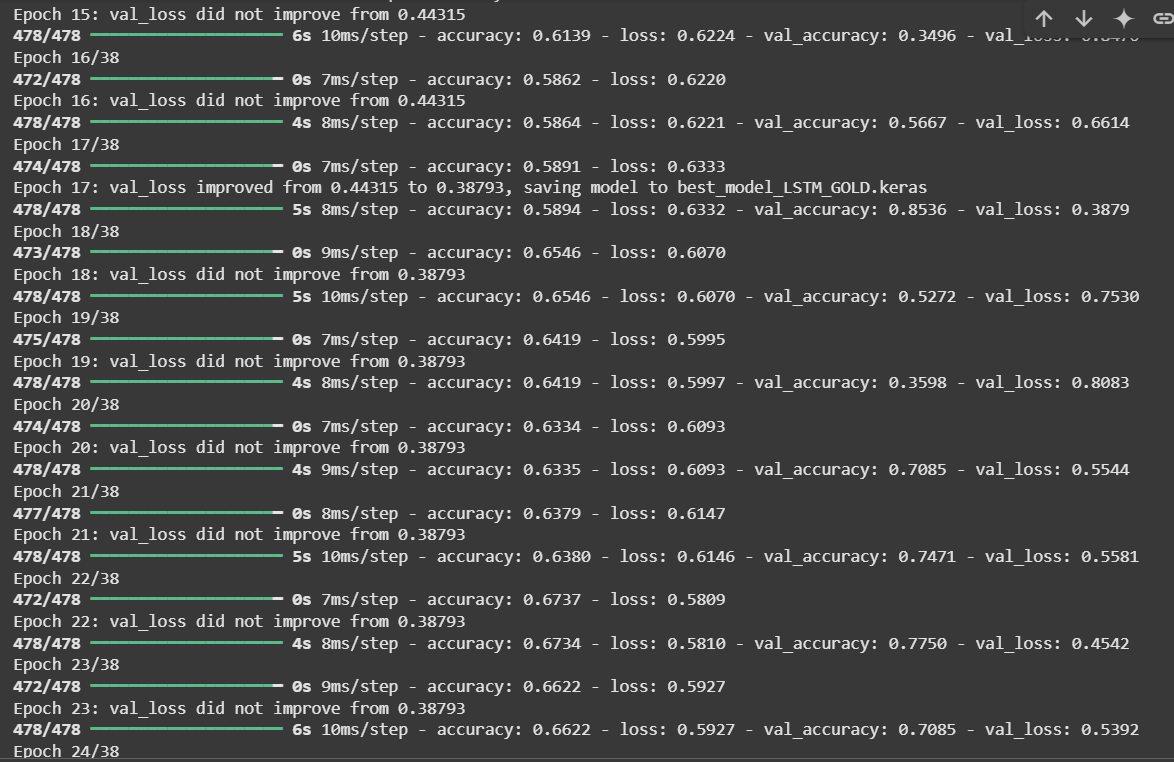 Epoch 15: val_loss did not improve from 0.44315
478/478 6s 10ms/step - accuracy: 0.6139 - loss: 0.6224 - val_accuracy: 0.3496 -
Epoch 16/38
472/478 0s 7ms/step - accuracy: 0.5862 - loss: 0.6220
Epoch 16: val_loss did not improve from 0.44315
478/478 4s 8ms/step - accuracy: 0.5864 - loss: 0.6221 - val_accuracy: 0.5667 - val_loss: 0.6614
Epoch 17/38
474/478 0s 7ms/step - accuracy: 0.5891 - loss: 0.6333
Epoch 17: val_loss improved from 0.44315 to 0.38793, saving model to best_model_LSTM_GOLD.keras
478/478 5s 8ms/step - accuracy: 0.5894 - loss: 0.6332 - val_accuracy: 0.8536 - val_loss: 0.3879
Epoch 18/38
473/478 0s 9ms/step - accuracy: 0.6546 - loss: 0.6070
Epoch 18: val_loss did not improve from 0.38793
478/478 5s 10ms/step - accuracy: 0.6546 - loss: 0.6070 - val_accuracy: 0.5272 - val_loss: 0.7530
Epoch 19/38
475/478 0s 7ms/step - accuracy: 0.6419 - loss: 0.5995
Epoch 19: val_loss did not improve from 0.38793
478/478 4s 8ms/step - accuracy: 0.6419 - loss: 0.5997 - val_accuracy: 0.3598 - val_loss: 0.8083
Epoch 20/38
474/478 0s 7ms/step - accuracy: 0.6334 - loss: 0.6093
Epoch 20: val_loss did not improve from 0.38793
478/478 4s 9ms/step - accuracy: 0.6335 - loss: 0.6093 - val_accuracy: 0.7085 - val_loss: 0.5544
Epoch 21/38
477/478 0s 8ms/step - accuracy: 0.6379 - loss: 0.6147
Epoch 21: val_loss did not improve from 0.38793
478/478 5s 10ms/step - accuracy: 0.6380 - loss: 0.6146 - val_accuracy: 0.7471 - val_loss: 0.5581
Epoch 22/38
472/478 0s 7ms/step - accuracy: 0.6737 - loss: 0.5809
Epoch 22: val_loss did not improve from 0.38793
478/478 4s 8ms/step - accuracy: 0.6734 - loss: 0.5810 - val_accuracy: 0.7750 - val_loss: 0.4542
Epoch 23/38
472/478 0s 9ms/step - accuracy: 0.6622 - loss: 0.5927
Epoch 23: val_loss did not improve from 0.38793
478/478 6s 10ms/step - accuracy: 0.6622 - loss: 0.5927 - val_accuracy: 0.7085 - val_loss: 0.5392
Epoch 24/38